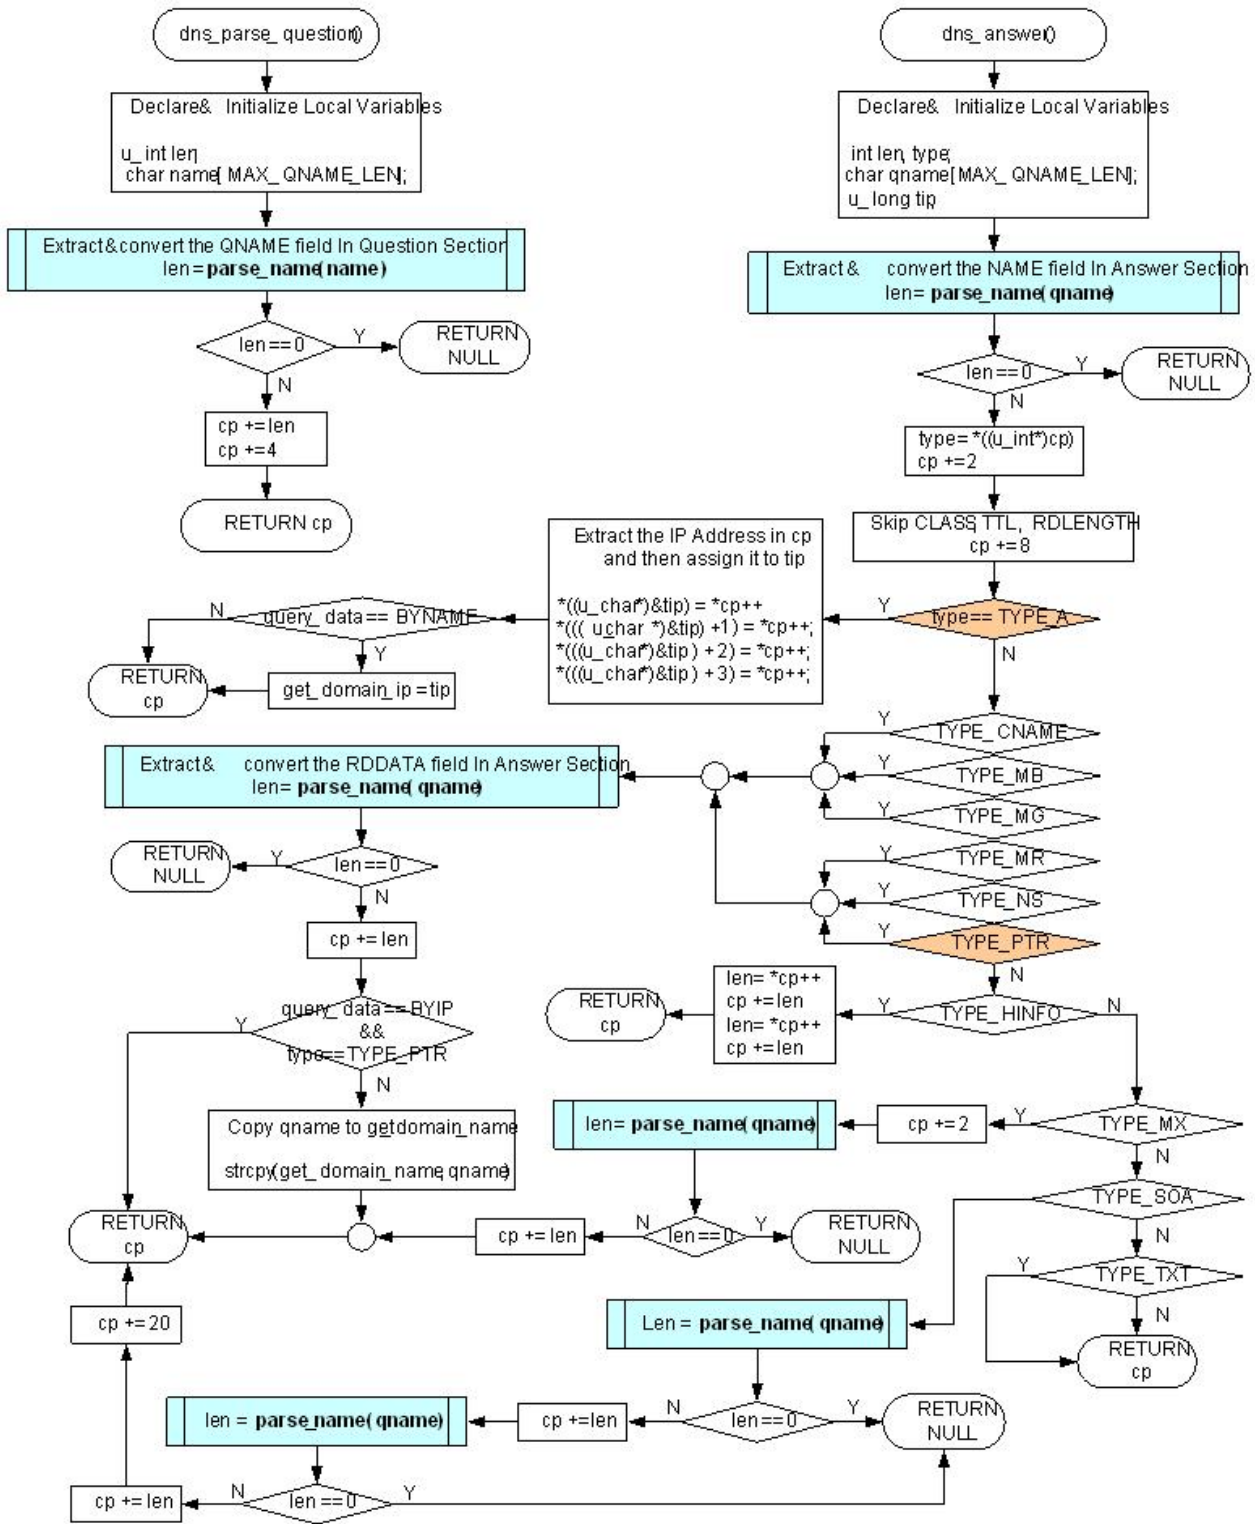 dns_parse_question()
Declare& Initialize Local Variables
u_int len;
char name[MAX_QNAME_LEN];
Extract&convert the QNAME field In Question Section
len=parse_name(name)
len==0
Y
RETURN
NULL
N
cp +=len
cp +=4
RETURN cp
dns_answer()
Declare& Initialize Local Variables
int len, type;
char qname[MAX_QNAME_LEN];
u_long tip;
Extract & convert the NAME field In Answer Section
len= parse_name(qname)
len==0
Y
RETURN
NULL
N
type=*((u_int*)cp)
cp +=2
Skip CLASS, TTL, RDLENGTH
cp +=8
type== TYPE_A
Y
N
Extract the IP Address in cp
and then assign it to tip
*((u_char*)&tip) = *cp++
*((( uchar *)&tip) +1) = *cp++;
*(((u_char*)&tip) +2) = *cp++;
*(((u_char*)&tip) +3) = *cp++;
query_data== BYNAME
N
Y
RETURN
cp
get_domain_ip=tip
TYPE_CNAME
Y
TYPE_MB
Y
TYPE_MG
Y
TYPE_MR
Y
TYPE_NS
Y
TYPE_PTR
Y
N
Extract& convert the RDDATA field In Answer Section
len= parse_name(qname)
len==0
Y
RETURN
NULL
N
cp +=len
query_data==BYIP
&&
type==TYPE_PTR
Y
N
Copy qname to getdomain_name
strcpy(get_domain_name,qname)
RETURN
cp
TYPE_HINFO
Y
N
len= *cp++
cp +=len
len= *cp++
cp +=len
RETURN
cp
TYPE_MX
Y
N
cp +=2
len= parse_name(qname)
len==0
N
Y
cp +=len
RETURN
NULL
TYPE_SOA
N
TYPE_TXT
Y
N
RETURN
cp
Len = parse_name(qname)
len==0
N
Y
RETURN
NULL
cp +=len
len = parse_name(qname)
len==0
N
Y
cp +=len
cp +=20